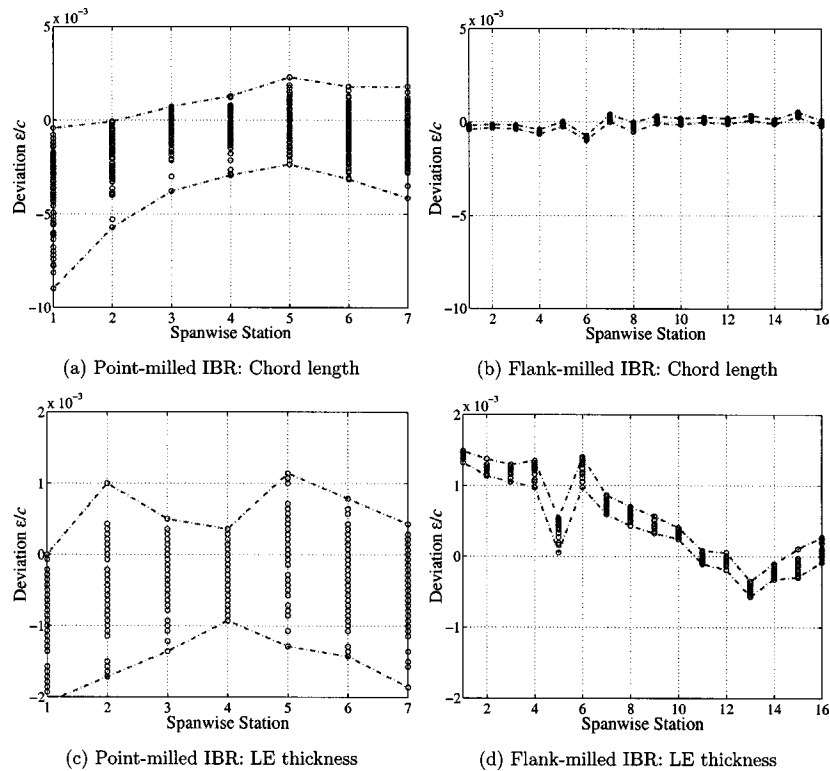 x 10⁻³
5
0
−5
−10
Deviation ε/c
1 2 3 4 5 6 7
Spanwise Station
(a) Point-milled IBR: Chord length
x 10⁻³
5
0
−5
−10
Deviation ε/c
2 4 6 8 10 12 14 16
Spanwise Station
(b) Flank-milled IBR: Chord length
x 10⁻³
2
1
0
−1
−2
Deviation ε/c
1 2 3 4 5 6 7
Spanwise Station
(c) Point-milled IBR: LE thickness
x 10⁻³
2
1
0
−1
−2
Deviation ε/c
2 4 6 8 10 12 14 16
Spanwise Station
(d) Flank-milled IBR: LE thickness